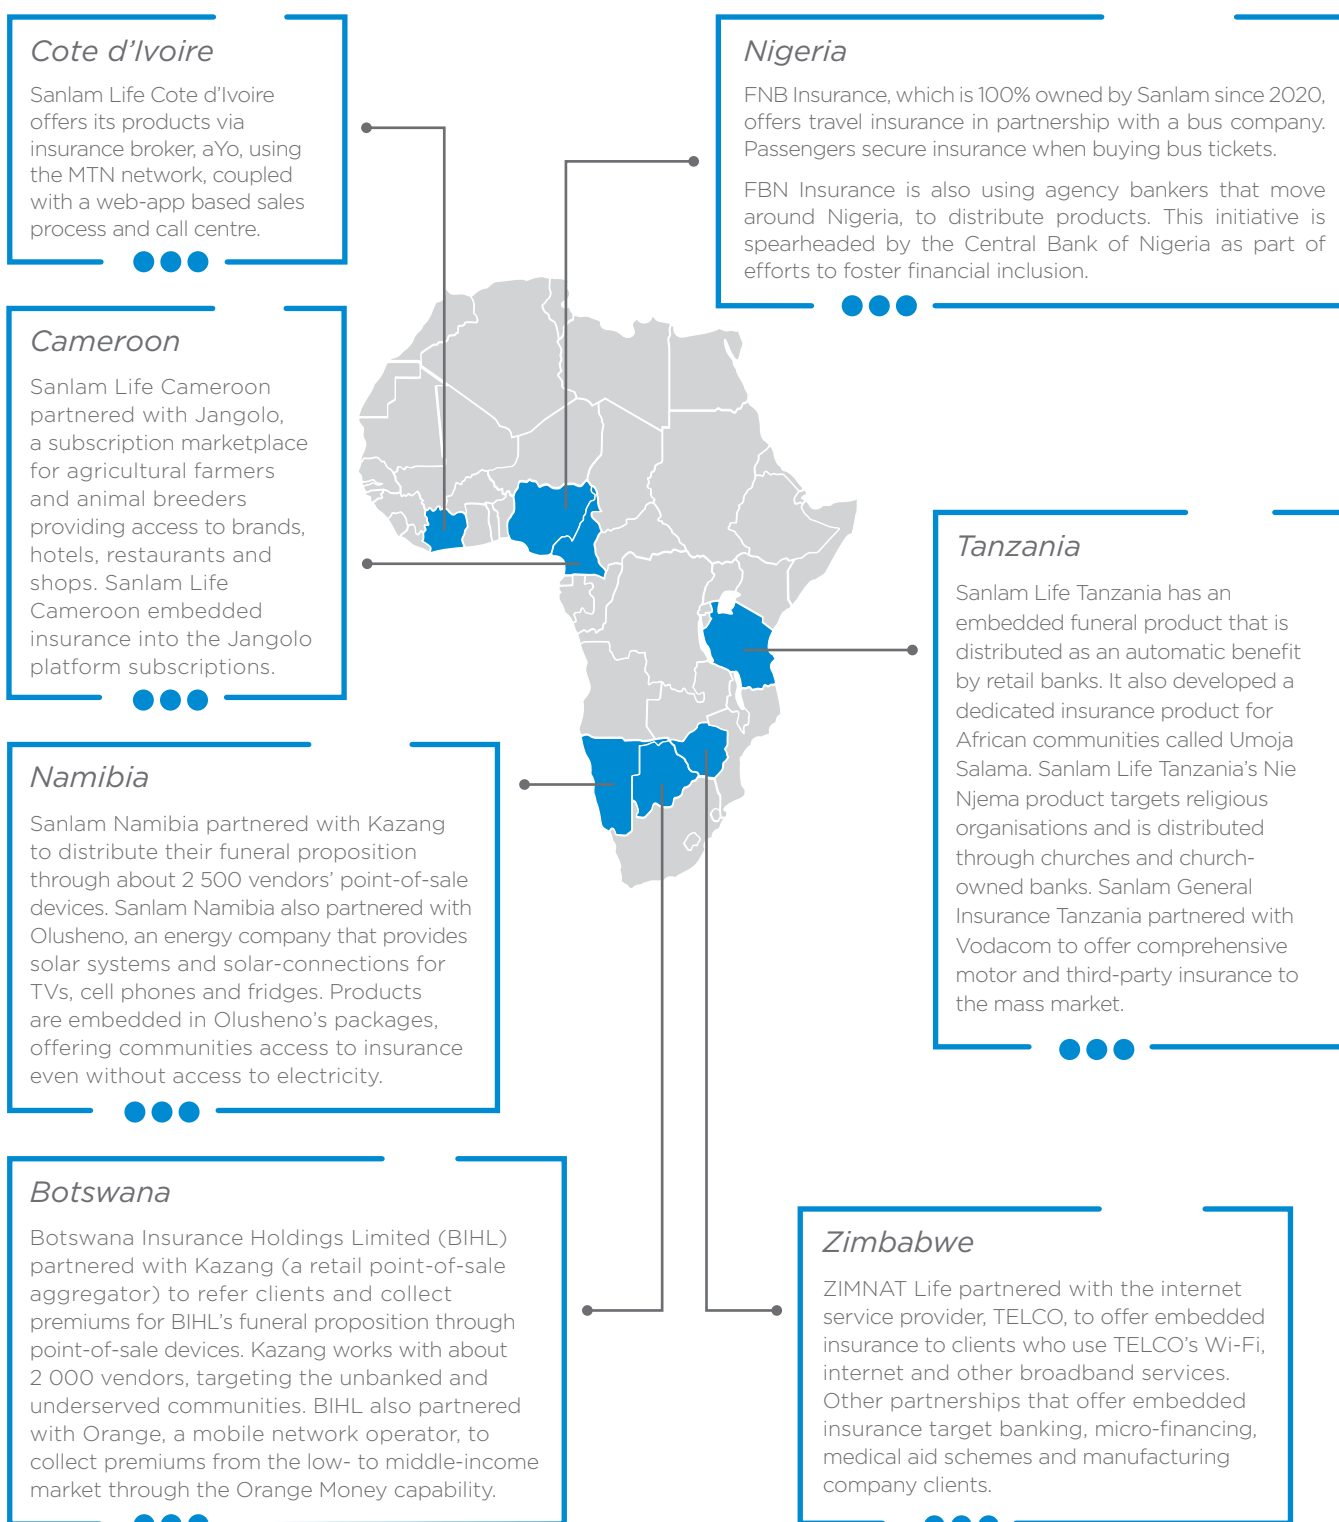 Cote d’Ivoire
Sanlam Life Cote d’Ivoire
offers its products via
insurance broker, aYo, using
the MTN network, coupled
with a web-app based sales
process and call centre.
Nigeria
FNB Insurance, which is 100% owned by Sanlam since 2020,
offers travel insurance in partnership with a bus company.
Passengers secure insurance when buying bus tickets.
FBN Insurance is also using agency bankers that move
around Nigeria, to distribute products. This initiative is
spearheaded by the Central Bank of Nigeria as part of
efforts to foster financial inclusion.
Cameroon
Sanlam Life Cameroon
partnered with Jangolo,
a subscription marketplace
for agricultural farmers
and animal breeders
providing access to brands,
hotels, restaurants and
shops. Sanlam Life
Cameroon embedded
insurance into the Jangolo
platform subscriptions.
Tanzania
Sanlam Life Tanzania has an
embedded funeral product that is
distributed as an automatic benefit
by retail banks. It also developed a
dedicated insurance product for
African communities called Umoja
Salama. Sanlam Life Tanzania’s Nie
Njema product targets religious
organisations and is distributed
through churches and church-
owned banks. Sanlam General
Insurance Tanzania partnered with
Vodacom to offer comprehensive
motor and third-party insurance to
the mass market.
Namibia
Sanlam Namibia partnered with Kazang
to distribute their funeral proposition
through about 2 500 vendors’ point-of-sale
devices. Sanlam Namibia also partnered with
Olusheno, an energy company that provides
solar systems and solar-connections for
TVs, cell phones and fridges. Products
are embedded in Olusheno’s packages,
offering communities access to insurance
even without access to electricity.
Botswana
Botswana Insurance Holdings Limited (BIHL)
partnered with Kazang (a retail point-of-sale
aggregator) to refer clients and collect
premiums for BIHL’s funeral proposition through
point-of-sale devices. Kazang works with about
2 000 vendors, targeting the unbanked and
underserved communities. BIHL also partnered
with Orange, a mobile network operator, to
collect premiums from the low- to middle-income
market through the Orange Money capability.
Zimbabwe
ZIMNAT Life partnered with the internet
service provider, TELCO, to offer embedded
insurance to clients who use TELCO’s Wi-Fi,
internet and other broadband services.
Other partnerships that offer embedded
insurance target banking, micro-financing,
medical aid schemes and manufacturing
company clients.